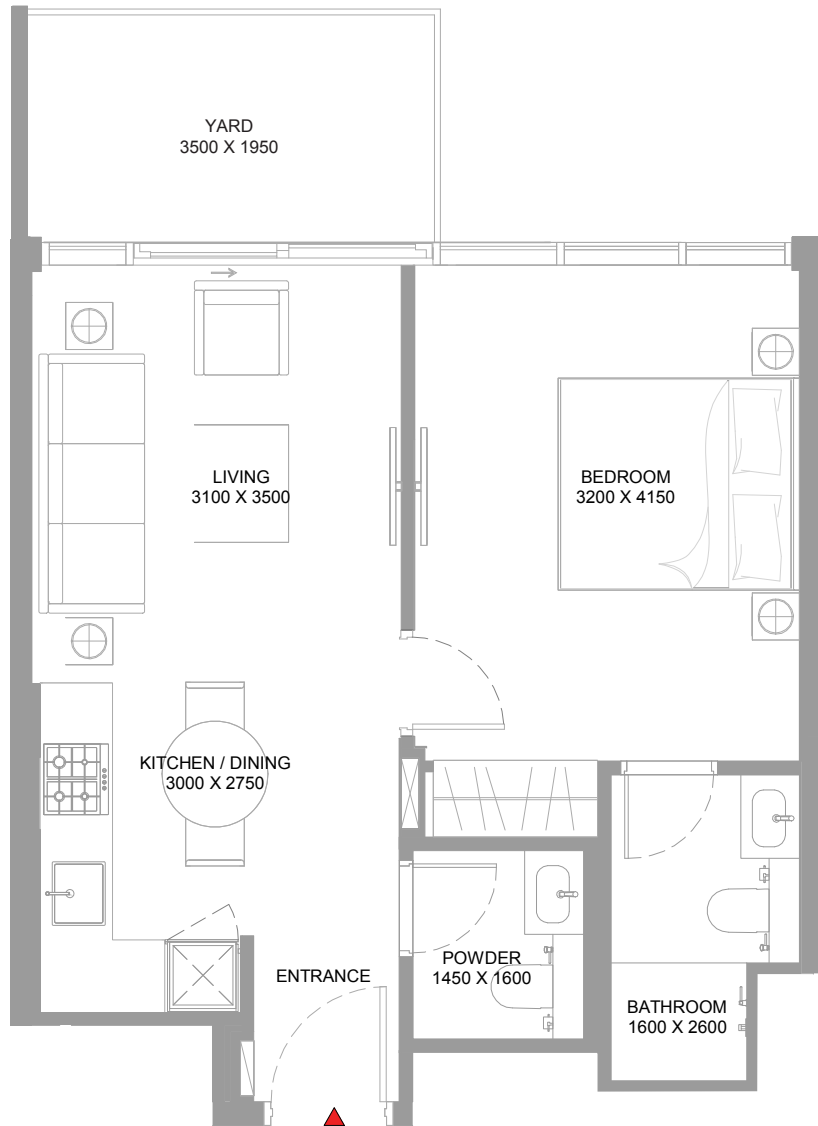 YARD
3500 X 1950
LIVING
3100 X 3500
BEDROOM
3200 X 4150
KITCHEN / DINING
3000 X 2750
ENTRANCE
POWDER
1450 X 1600
BATHROOM
1600 X 2600